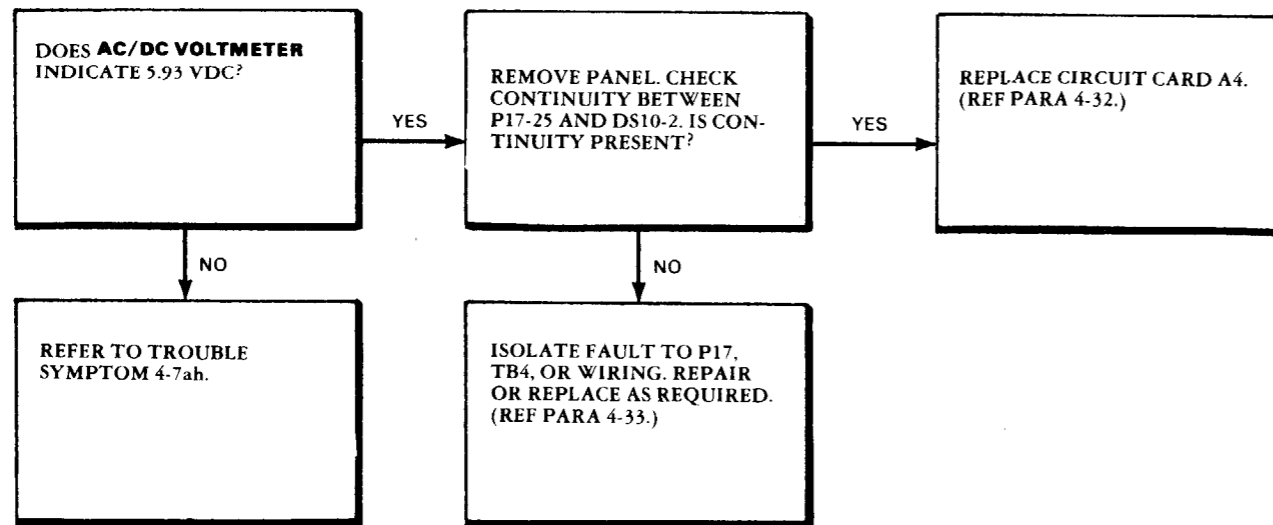 DOES AC/DC VOLTMETER
INDICATE 5.93 VDC?
YES
REMOVE PANEL. CHECK
CONTINUITY BETWEEN
P17-25 AND DS10-2. IS CON-
TINUITY PRESENT?
YES
REPLACE CIRCUIT CARD A4.
(REF PARA 4-32.)
NO
NO
REFER TO TROUBLE
SYMPTOM 4-7ah.
ISOLATE FAULT TO P17,
TB4, OR WIRING. REPAIR
OR REPLACE AS REQUIRED.
(REF PARA 4-33.)